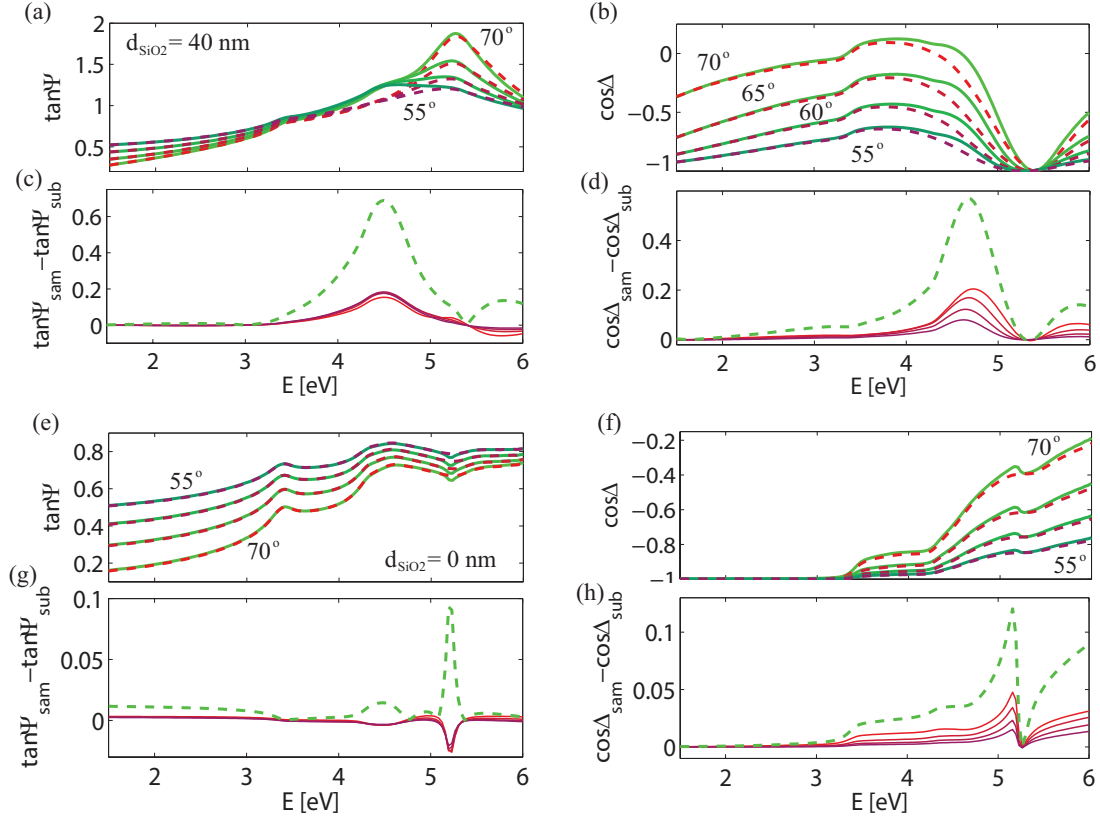 (a)
2
1.5
1
0.5
tanΨ
d_SiO2 = 40 nm
70°
55°
(b)
0
−0.5
−1
cosΔ
70°
65°
60°
55°
(c)
0.6
0.4
0.2
0
tanΨ_sam−tanΨ_sub
2 3 4 5 6
E [eV]
(d)
0.4
0.2
0
cosΔ_sam−cosΔ_sub
2 3 4 5 6
E [eV]
(e)
0.8
0.6
0.4
0.2
tanΨ
55°
70°
d_SiO2 = 0 nm
(f)
−0.2
−0.4
−0.6
−0.8
−1
cosΔ
70°
55°
(g)
0.1
0.05
0
tanΨ_sam−tanΨ_sub
2 3 4 5 6
E [eV]
(h)
0.1
0.05
0
cosΔ_sam−cosΔ_sub
2 3 4 5 6
E [eV]